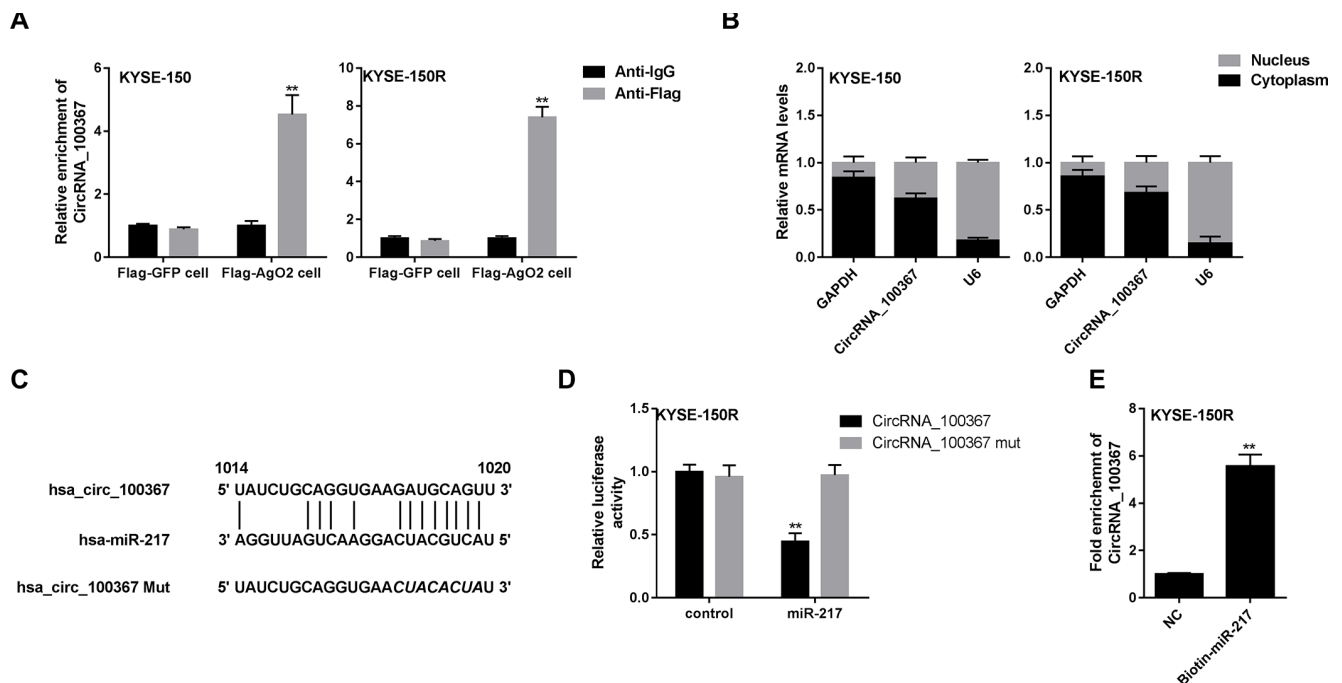 A
KYSE-150
KYSE-150R
Anti-IgG
Anti-Flag
Relative enrichment of
CircRNA_100367
6
4
2
0
10
8
6
4
2
0
**
**
Flag-GFP cell
Flag-AgO2 cell
Flag-GFP cell
Flag-AgO2 cell
B
KYSE-150
KYSE-150R
Nucleus
Cytoplasm
Relative mRNA levels
2.0
1.5
1.0
0.5
0.0
2.0
1.5
1.0
0.5
0.0
GAPDH
CircRNA_100367
U6
GAPDH
CircRNA_100367
U6
C
1014
1020
hsa_circ_100367 5' UAUCUGCAGGUGAAGAUGCAGUU 3'
hsa-miR-217 3' AGGUUAGUCAAGGACUACGUCAU 5'
hsa_circ_100367 Mut 5' UAUCUGCAGGUGAACUACACUAU 3'
D
KYSE-150R
CircRNA_100367
CircRNA_100367 mut
Relative luciferase
activity
1.5
1.0
0.5
0.0
**
control
miR-217
E
KYSE-150R
Fold enrichemnt of
CircRNA_100367
8
6
4
2
0
**
NC
Biotin-miR-217